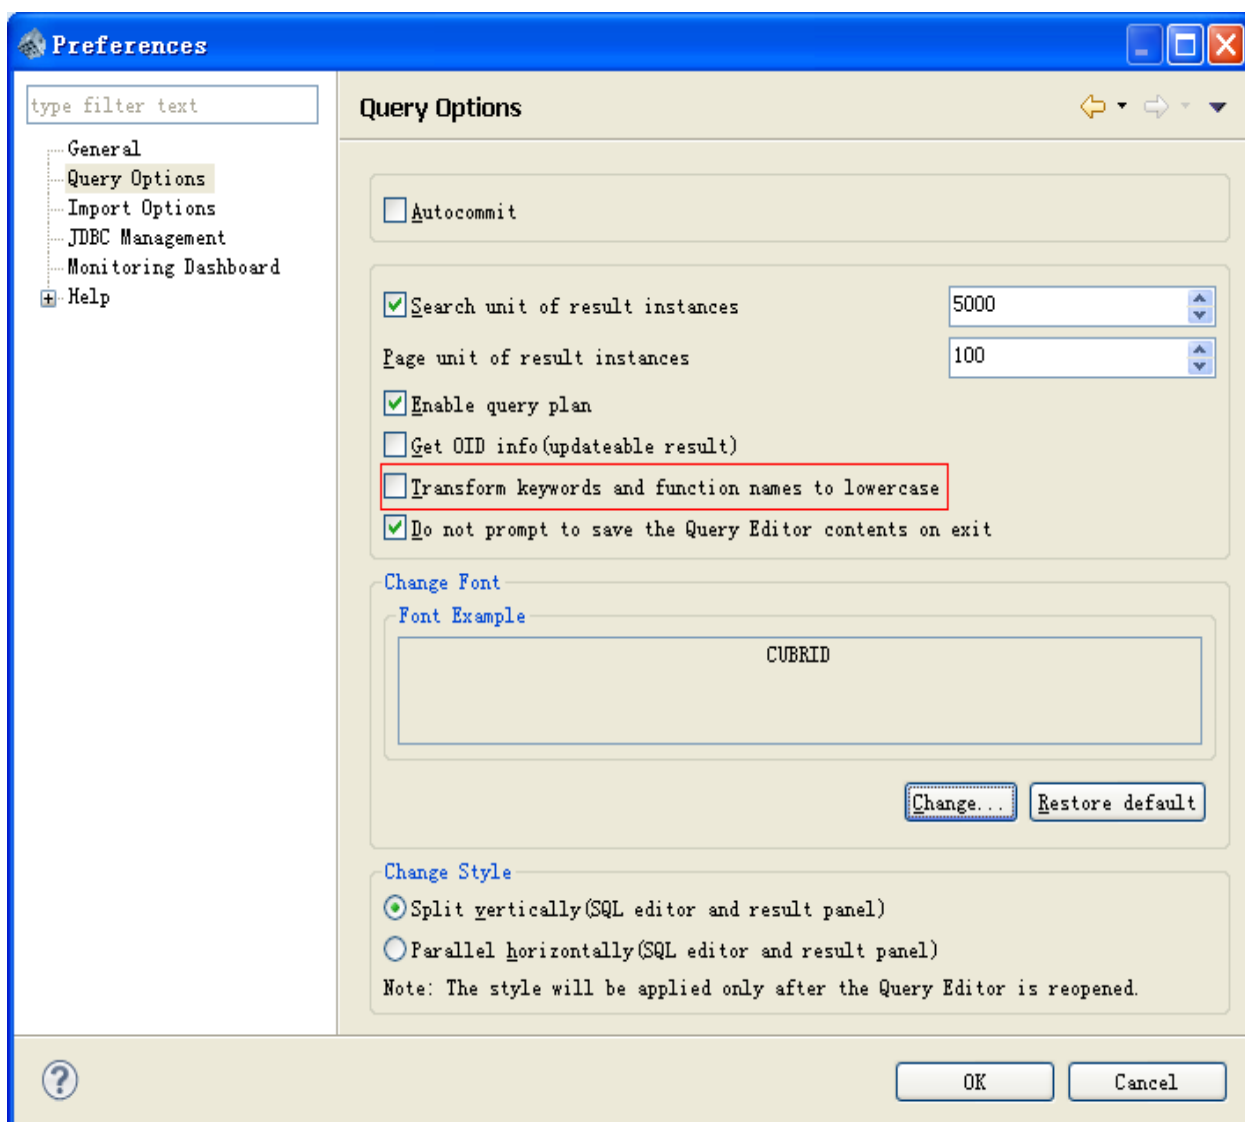 Preferences
type filter text
General
Query Options
Import Options
JDBC Management
Monitoring Dashboard
Help
Query Options
Autocommit
Search unit of result instances 5000
Page unit of result instances 100
Enable query plan
Get OID info(updateable result)
Transform keywords and function names to lowercase
Do not prompt to save the Query Editor contents on exit
Change Font
Font Example
CUBRID
Change... Restore default
Change Style
Split vertically(SQL editor and result panel)
Parallel horizontally(SQL editor and result panel)
Note: The style will be applied only after the Query Editor is reopened.
OK Cancel